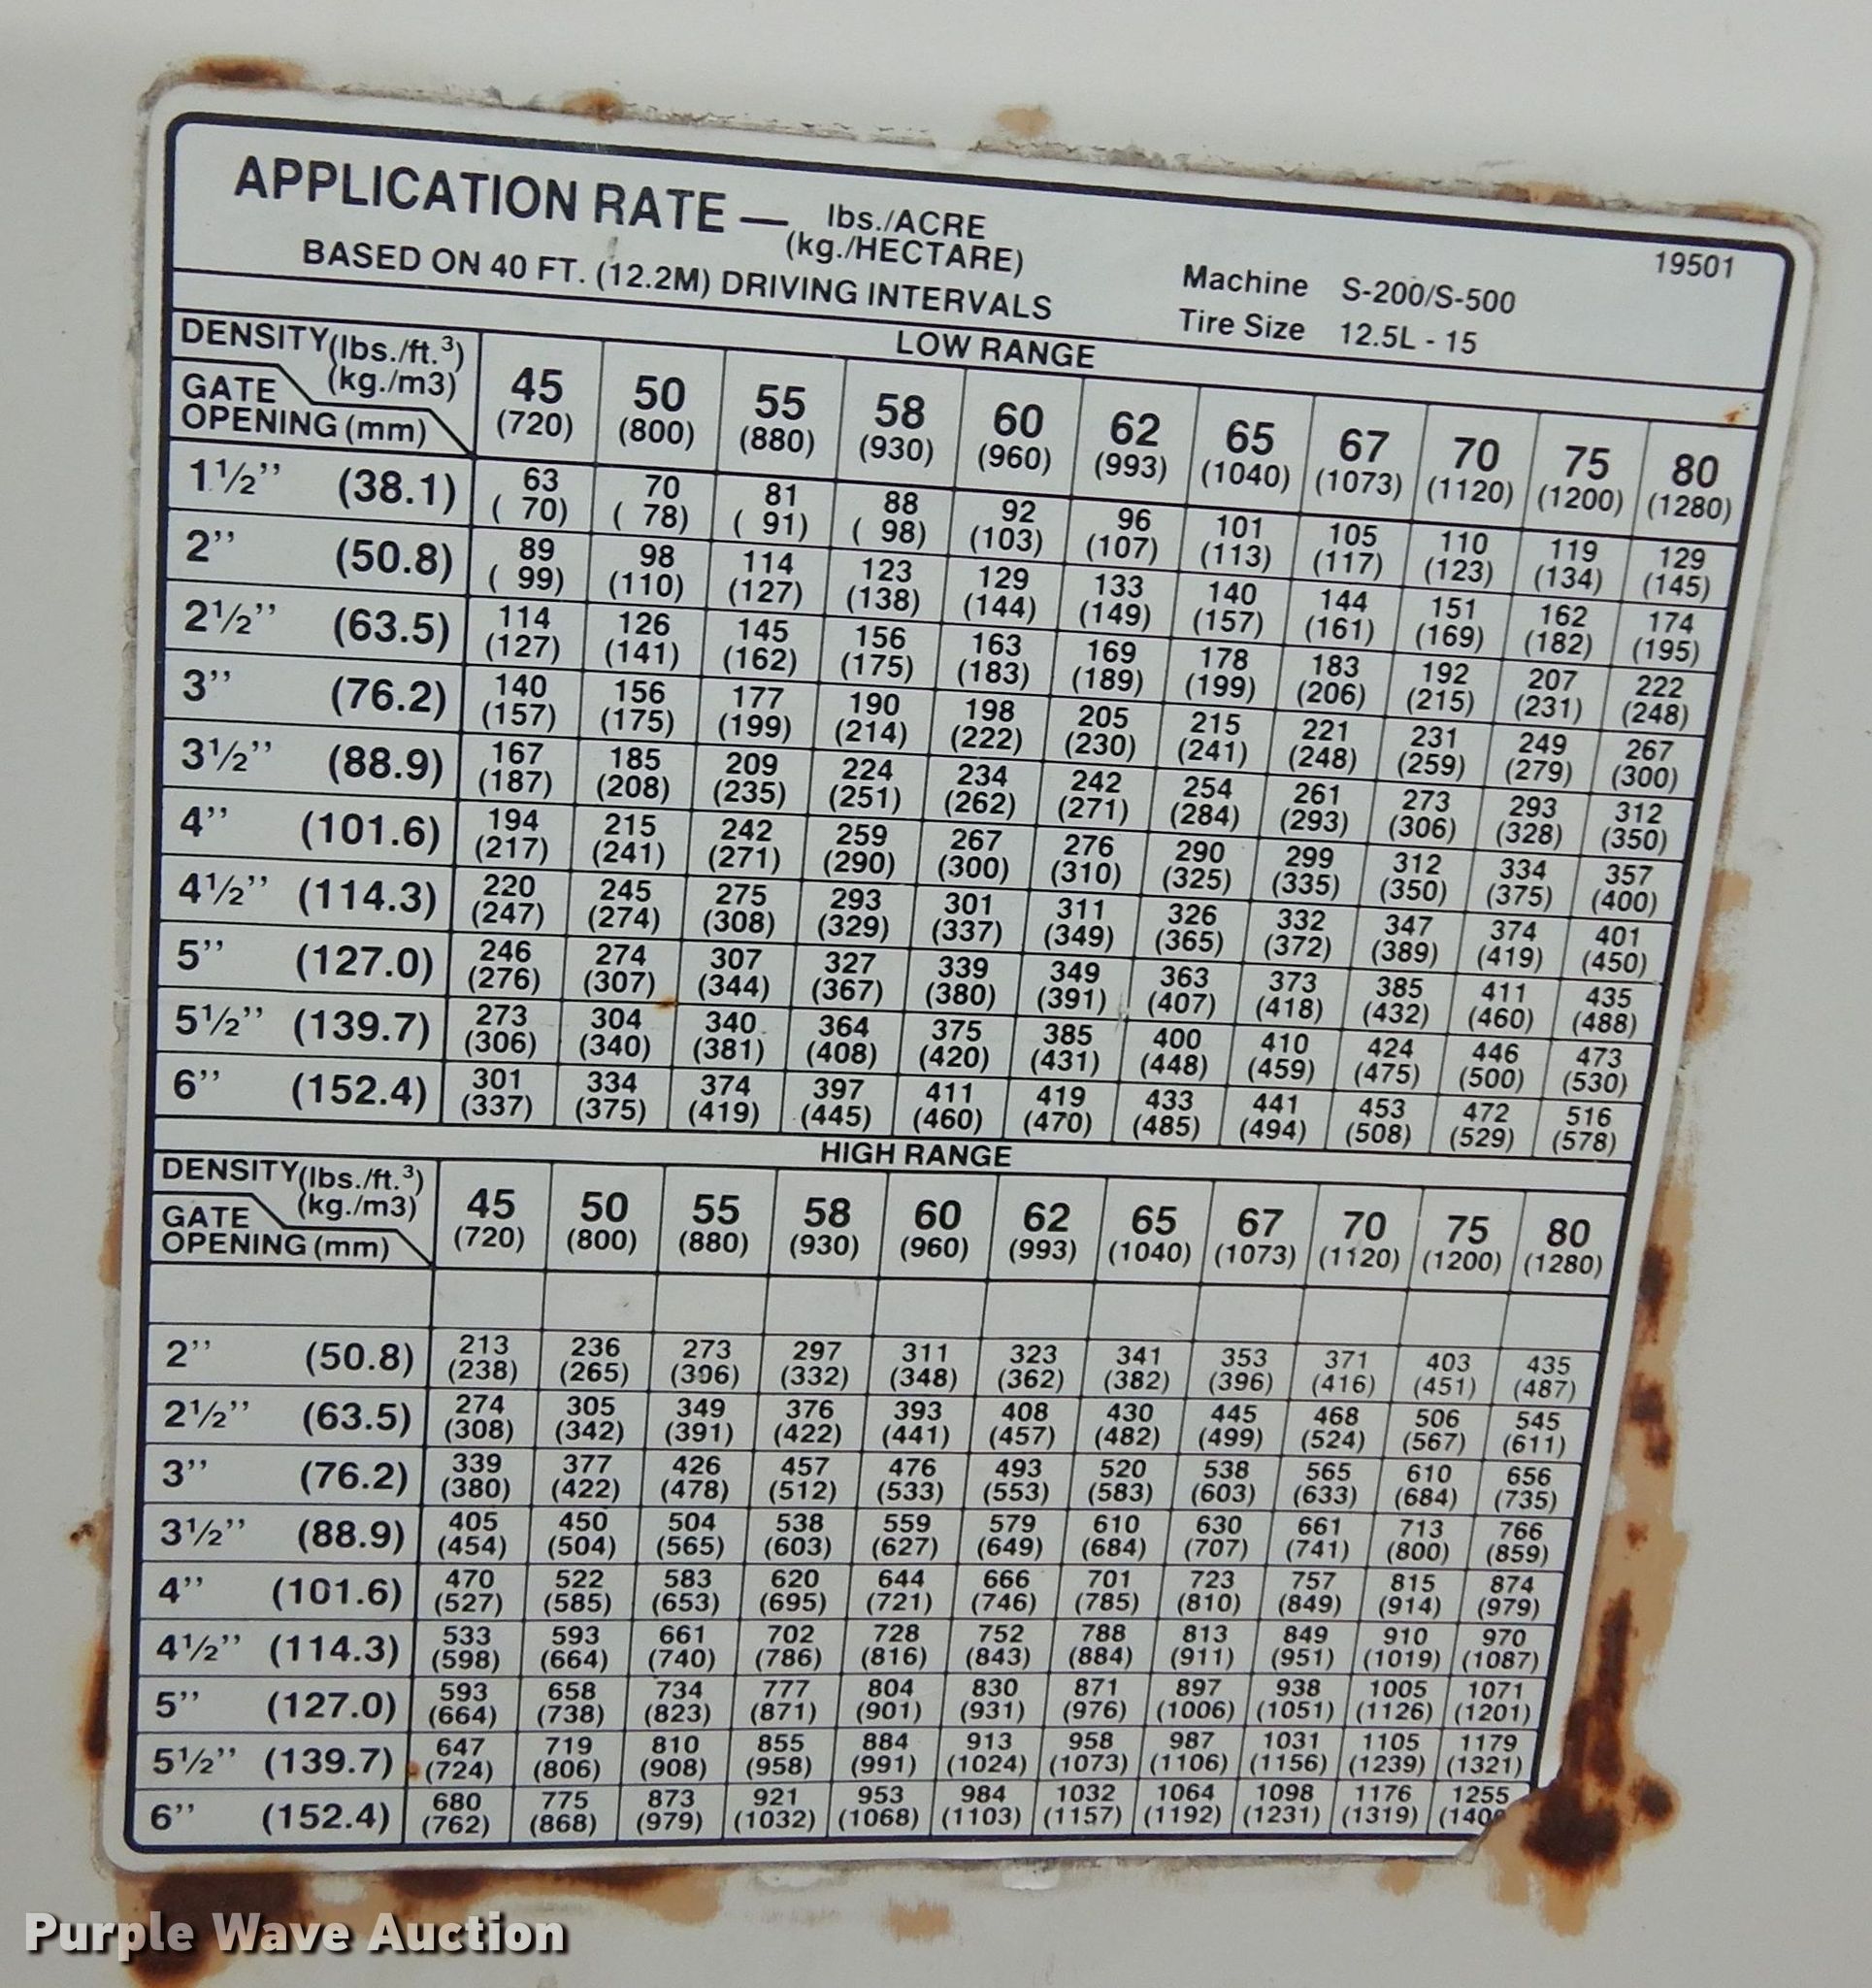 APPLICATION RATE — lbs./ACRE
(kg./HECTARE)
BASED ON 40 FT. (12.2M) DRIVING INTERVALS
19501
Machine S-200/S-500
Tire Size 12.5L - 15
LOW RANGE
DENSITY (lbs./ft.³)
(kg./m3)
GATE
OPENING (mm)
45 50 55 58 60 62 65 67 70 75 80
(720) (800) (880) (930) (960) (993) (1040) (1073) (1120) (1200) (1280)
1½’’ (38.1) 63 70 81 88 92 96 101 105 110 119 129
( 70) ( 78) ( 91) ( 98) (103) (107) (113) (117) (123) (134) (145)
2’’ (50.8) 89 98 114 123 129 133 140 144 151 162 174
( 99) (110) (127) (138) (144) (149) (157) (161) (169) (182) (195)
2½’’ (63.5) 114 126 145 156 163 169 178 183 192 207 222
(127) (141) (162) (175) (183) (189) (199) (206) (215) (231) (248)
3’’ (76.2) 140 156 177 190 198 205 215 221 231 249 267
(157) (175) (199) (214) (222) (230) (241) (248) (259) (279) (300)
3½’’ (88.9) 167 185 209 224 234 242 254 261 273 293 312
(187) (208) (235) (251) (262) (271) (284) (293) (306) (328) (350)
4’’ (101.6) 194 215 242 259 267 276 290 299 312 334 357
(217) (241) (271) (290) (300) (310) (325) (335) (350) (375) (400)
4½’’ (114.3) 220 245 275 293 301 311 326 332 347 374 401
(247) (274) (308) (329) (337) (349) (365) (372) (389) (419) (450)
5’’ (127.0) 246 274 307 327 339 349 363 373 385 411 435
(276) (307) (344) (367) (380) (391) (407) (418) (432) (460) (488)
5½’’ (139.7) 273 304 340 364 375 385 400 410 424 446 473
(306) (340) (381) (408) (420) (431) (448) (459) (475) (500) (530)
6’’ (152.4) 301 334 374 397 411 419 433 441 453 472 516
(337) (375) (419) (445) (460) (470) (485) (494) (508) (529) (578)
HIGH RANGE
DENSITY (lbs./ft.³)
(kg./m3)
GATE
OPENING (mm)
45 50 55 58 60 62 65 67 70 75 80
(720) (800) (880) (930) (960) (993) (1040) (1073) (1120) (1200) (1280)
2’’ (50.8) 213 236 273 297 311 323 341 353 371 403 435
(238) (265) (306) (332) (348) (362) (382) (396) (416) (451) (487)
2½’’ (63.5) 274 305 349 376 393 408 430 445 468 506 545
(308) (342) (391) (422) (441) (457) (482) (499) (524) (567) (611)
3’’ (76.2) 339 377 426 457 476 493 520 538 565 610 656
(380) (422) (478) (512) (533) (553) (583) (603) (633) (684) (735)
3½’’ (88.9) 405 450 504 538 559 579 610 630 661 713 766
(454) (504) (565) (603) (627) (649) (684) (707) (741) (800) (859)
4’’ (101.6) 470 522 583 620 644 666 701 723 757 815 874
(527) (585) (653) (695) (721) (746) (785) (810) (849) (914) (979)
4½’’ (114.3) 533 593 661 702 728 752 788 813 849 910 970
(598) (664) (740) (786) (816) (843) (884) (911) (951) (1019) (1087)
5’’ (127.0) 593 658 734 777 804 830 871 897 938 1005 1071
(664) (738) (823) (871) (901) (931) (976) (1006) (1051) (1126) (1201)
5½’’ (139.7) 647 719 810 855 884 913 958 987 1031 1105 1179
(724) (806) (908) (958) (991) (1024) (1073) (1106) (1156) (1239) (1321)
6’’ (152.4) 680 775 873 921 953 984 1032 1064 1098 1176 1255
(762) (868) (979) (1032) (1068) (1103) (1157) (1192) (1231) (1319)
Purple Wave Auction